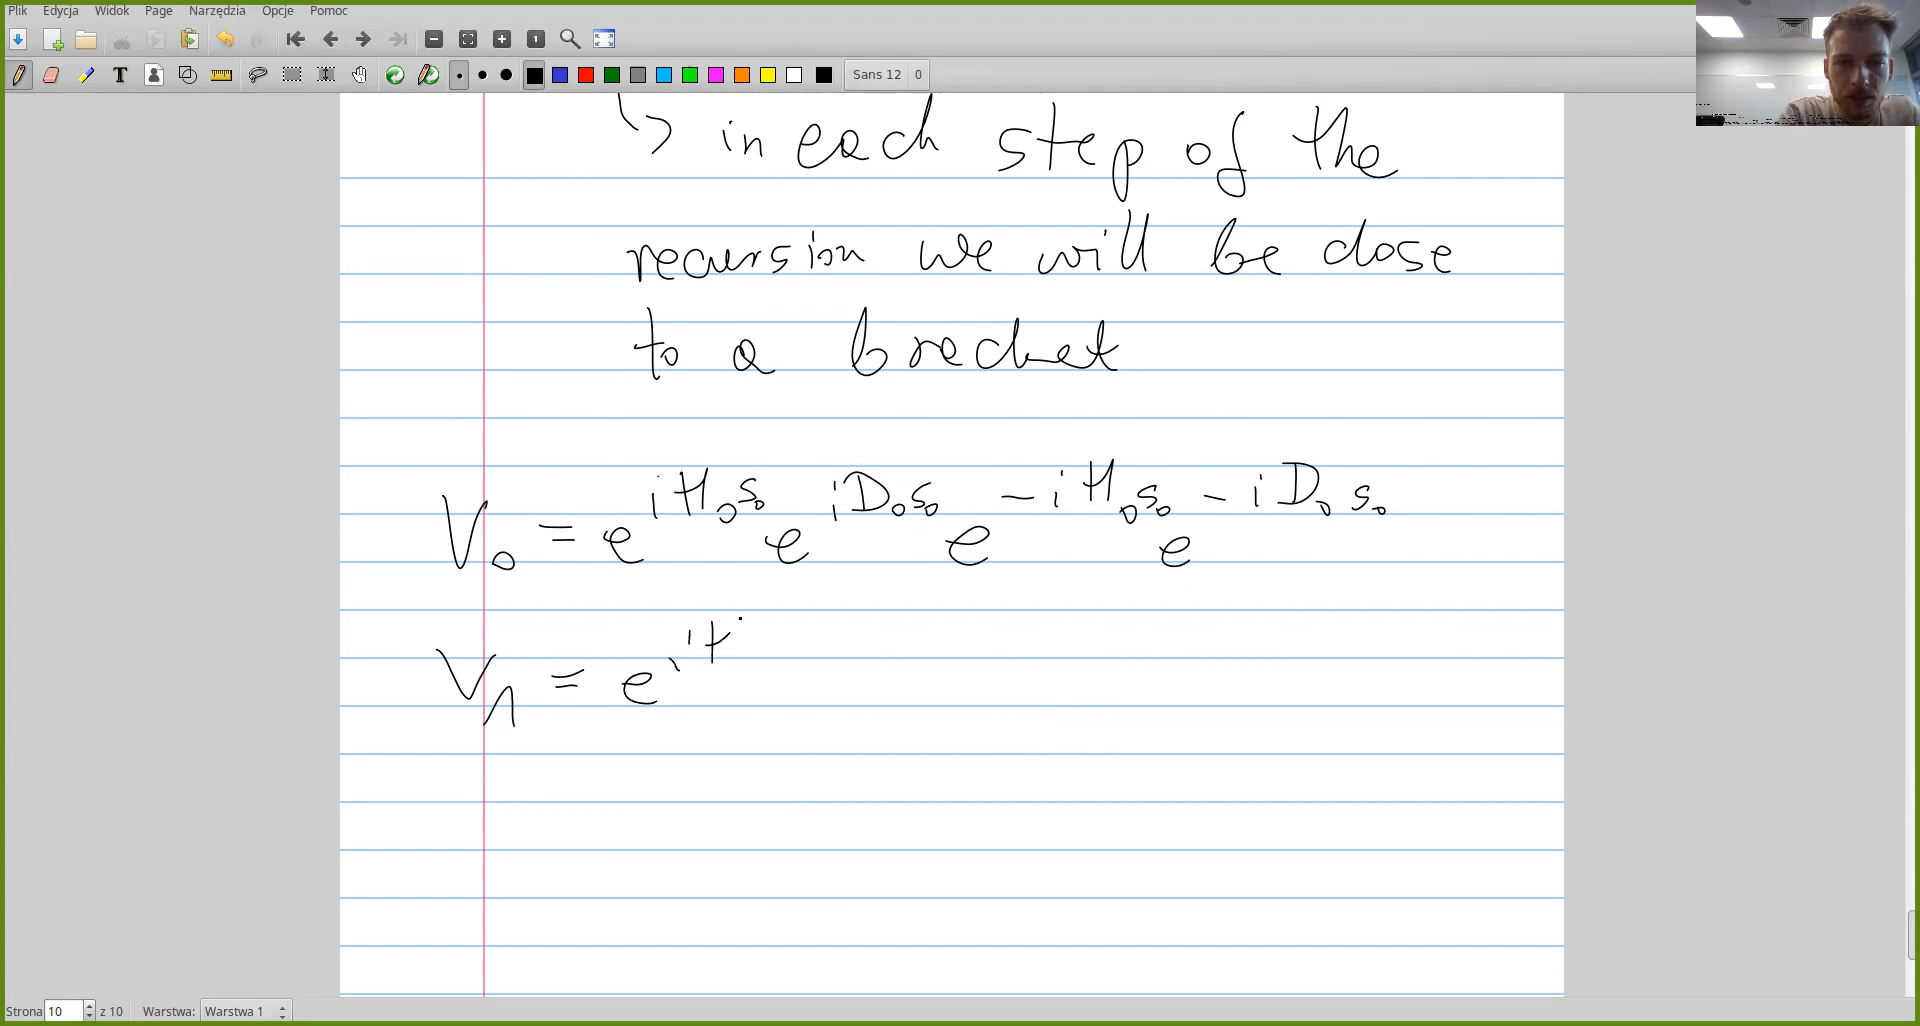 Plik Edycja Widok Page Narzędzia Opcje Pomoc
Sans 12 0
↳ in each step of the
recursion we will be close
to a bracket
V₀ = e^{iH₀s₀} e^{iD₀s₀} e^{-iH₀s₀} e^{-iD₀s₀}
V₁ = e
Strona 10 z 10 Warstwa: Warstwa 1